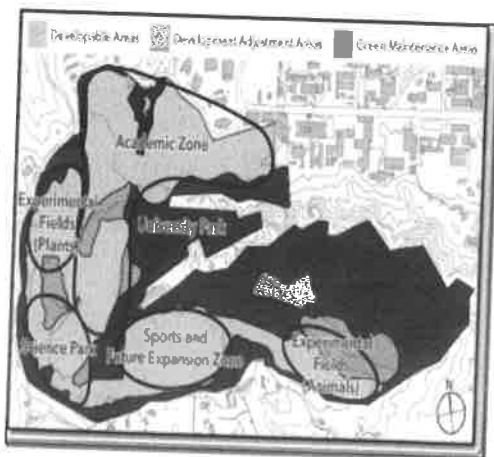 Developable Areas
Development Adjustment Areas
Green Maintenance Areas
Academic Zone
Experimental
Fields
(Plants)
University Park
Science Park
Sports and
Future Expansion Zone
Experimental
Fields
(Animals)
N